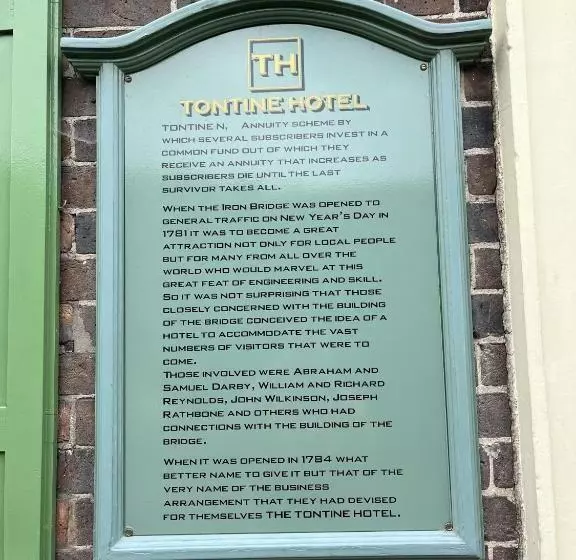 TH
TONTINE HOTEL
TONTINE N, ANNUITY SCHEME BY
WHICH SEVERAL SUBSCRIBERS INVEST IN A
COMMON FUND OUT OF WHICH THEY
RECEIVE AN ANNUITY THAT INCREASES AS
SUBSCRIBERS DIE UNTIL THE LAST
SURVIVOR TAKES ALL.
WHEN THE IRON BRIDGE WAS OPENED TO
GENERAL TRAFFIC ON NEW YEAR'S DAY IN
1781 IT WAS TO BECOME A GREAT
ATTRACTION NOT ONLY FOR LOCAL PEOPLE
BUT FOR MANY FROM ALL OVER THE
WORLD WHO WOULD MARVEL AT THIS
GREAT FEAT OF ENGINEERING AND SKILL.
SO IT WAS NOT SURPRISING THAT THOSE
CLOSELY CONCERNED WITH THE BUILDING
OF THE BRIDGE CONCEIVED THE IDEA OF A
HOTEL TO ACCOMMODATE THE VAST
NUMBERS OF VISITORS THAT WERE TO
COME.
THOSE INVOLVED WERE ABRAHAM AND
SAMUEL DARBY, WILLIAM AND RICHARD
REYNOLDS, JOHN WILKINSON, JOSEPH
RATHBONE AND OTHERS WHO HAD
CONNECTIONS WITH THE BUILDING OF THE
BRIDGE.
WHEN IT WAS OPENED IN 1784 WHAT
BETTER NAME TO GIVE IT BUT THAT OF THE
VERY NAME OF THE BUSINESS
ARRANGEMENT THAT THEY HAD DEVISED
FOR THEMSELVES THE TONTINE HOTEL.